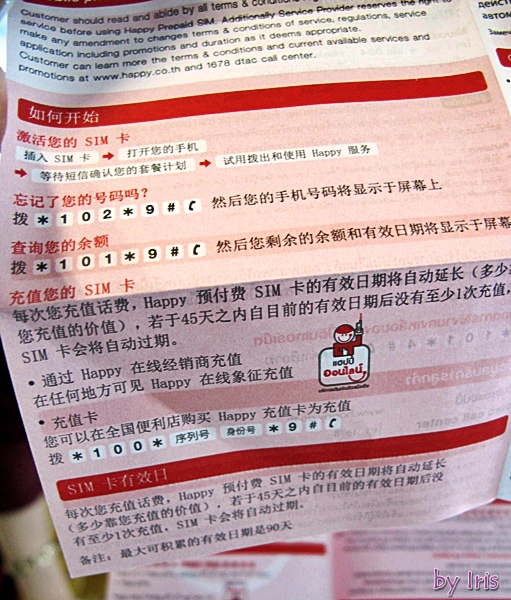 Customer should read and abide by all terms & conditions
service before using Happy Prepaid SIM. Additionally Service Provider reserves the right to
make any amendment to changes terms & conditions of service, regulations, service
application including promotions and duration as it deems appropriate.
Customer can learn more the terms & conditions and current available services and
promotions at www.happy.co.th and 1678 dtac call center.
如何开始
激活您的 SIM 卡
插入 SIM 卡 → 打开您的手机
→ 等待短信确认您的套餐计划 → 试用拨出和使用 Happy 服务
忘记了您的号码吗?
拨 *102*9# 然后您的手机号码将显示于屏幕上
查询您的余额
拨 *101*9# 然后您剩余的余额和有效日期将显示于屏幕
充值您的 SIM 卡
每次您充值话费, Happy 预付费 SIM 卡的有效日期将自动延长 (多少
您充值的价值), 若于45天之内自目前的有效日期后没有至少1次充值,
SIM 卡会将自动过期。
• 通过 Happy 在线经销商充值
在任何地方可见 Happy 在线象征充值
แฮปปี้
ออนไลน์
• 充值卡
您可以在全国便利店购买 Happy 充值卡为充值
拨 *100* 序列号 身份号 *9#
SIM 卡有效日
每次您充值话费, Happy 预付费 SIM 卡的有效日期将自动延长
(多少靠您充值的价值), 若于45天之内自目前的有效日期后没
有至少1次充值, SIM 卡会将自动过期.
备注: 最大可积累的有效日期是90天
by Iris